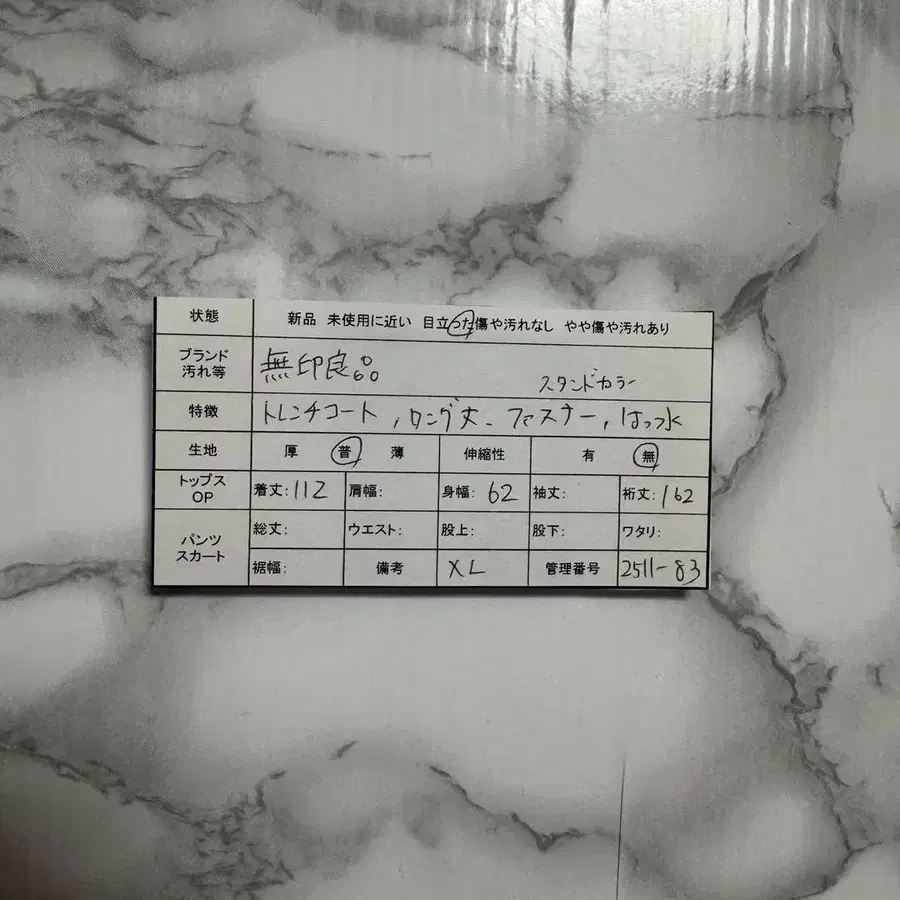 状態 新品 未使用に近い 目立った傷や汚れなし やや傷や汚れあり
ブランド 汚れ等 無印良品 スタンドカラー
特徴 トレンチコート, ロング丈、ファスナー, はっ水
生地 厚 普 薄 伸縮性 有 無
トップス OP 着丈:112 肩幅: 身幅:62 袖丈: 裄丈:162
パンツ スカート 総丈: ウエスト: 股上: 股下: ワタリ:
裾幅: 備考 XL 管理番号 2511-83